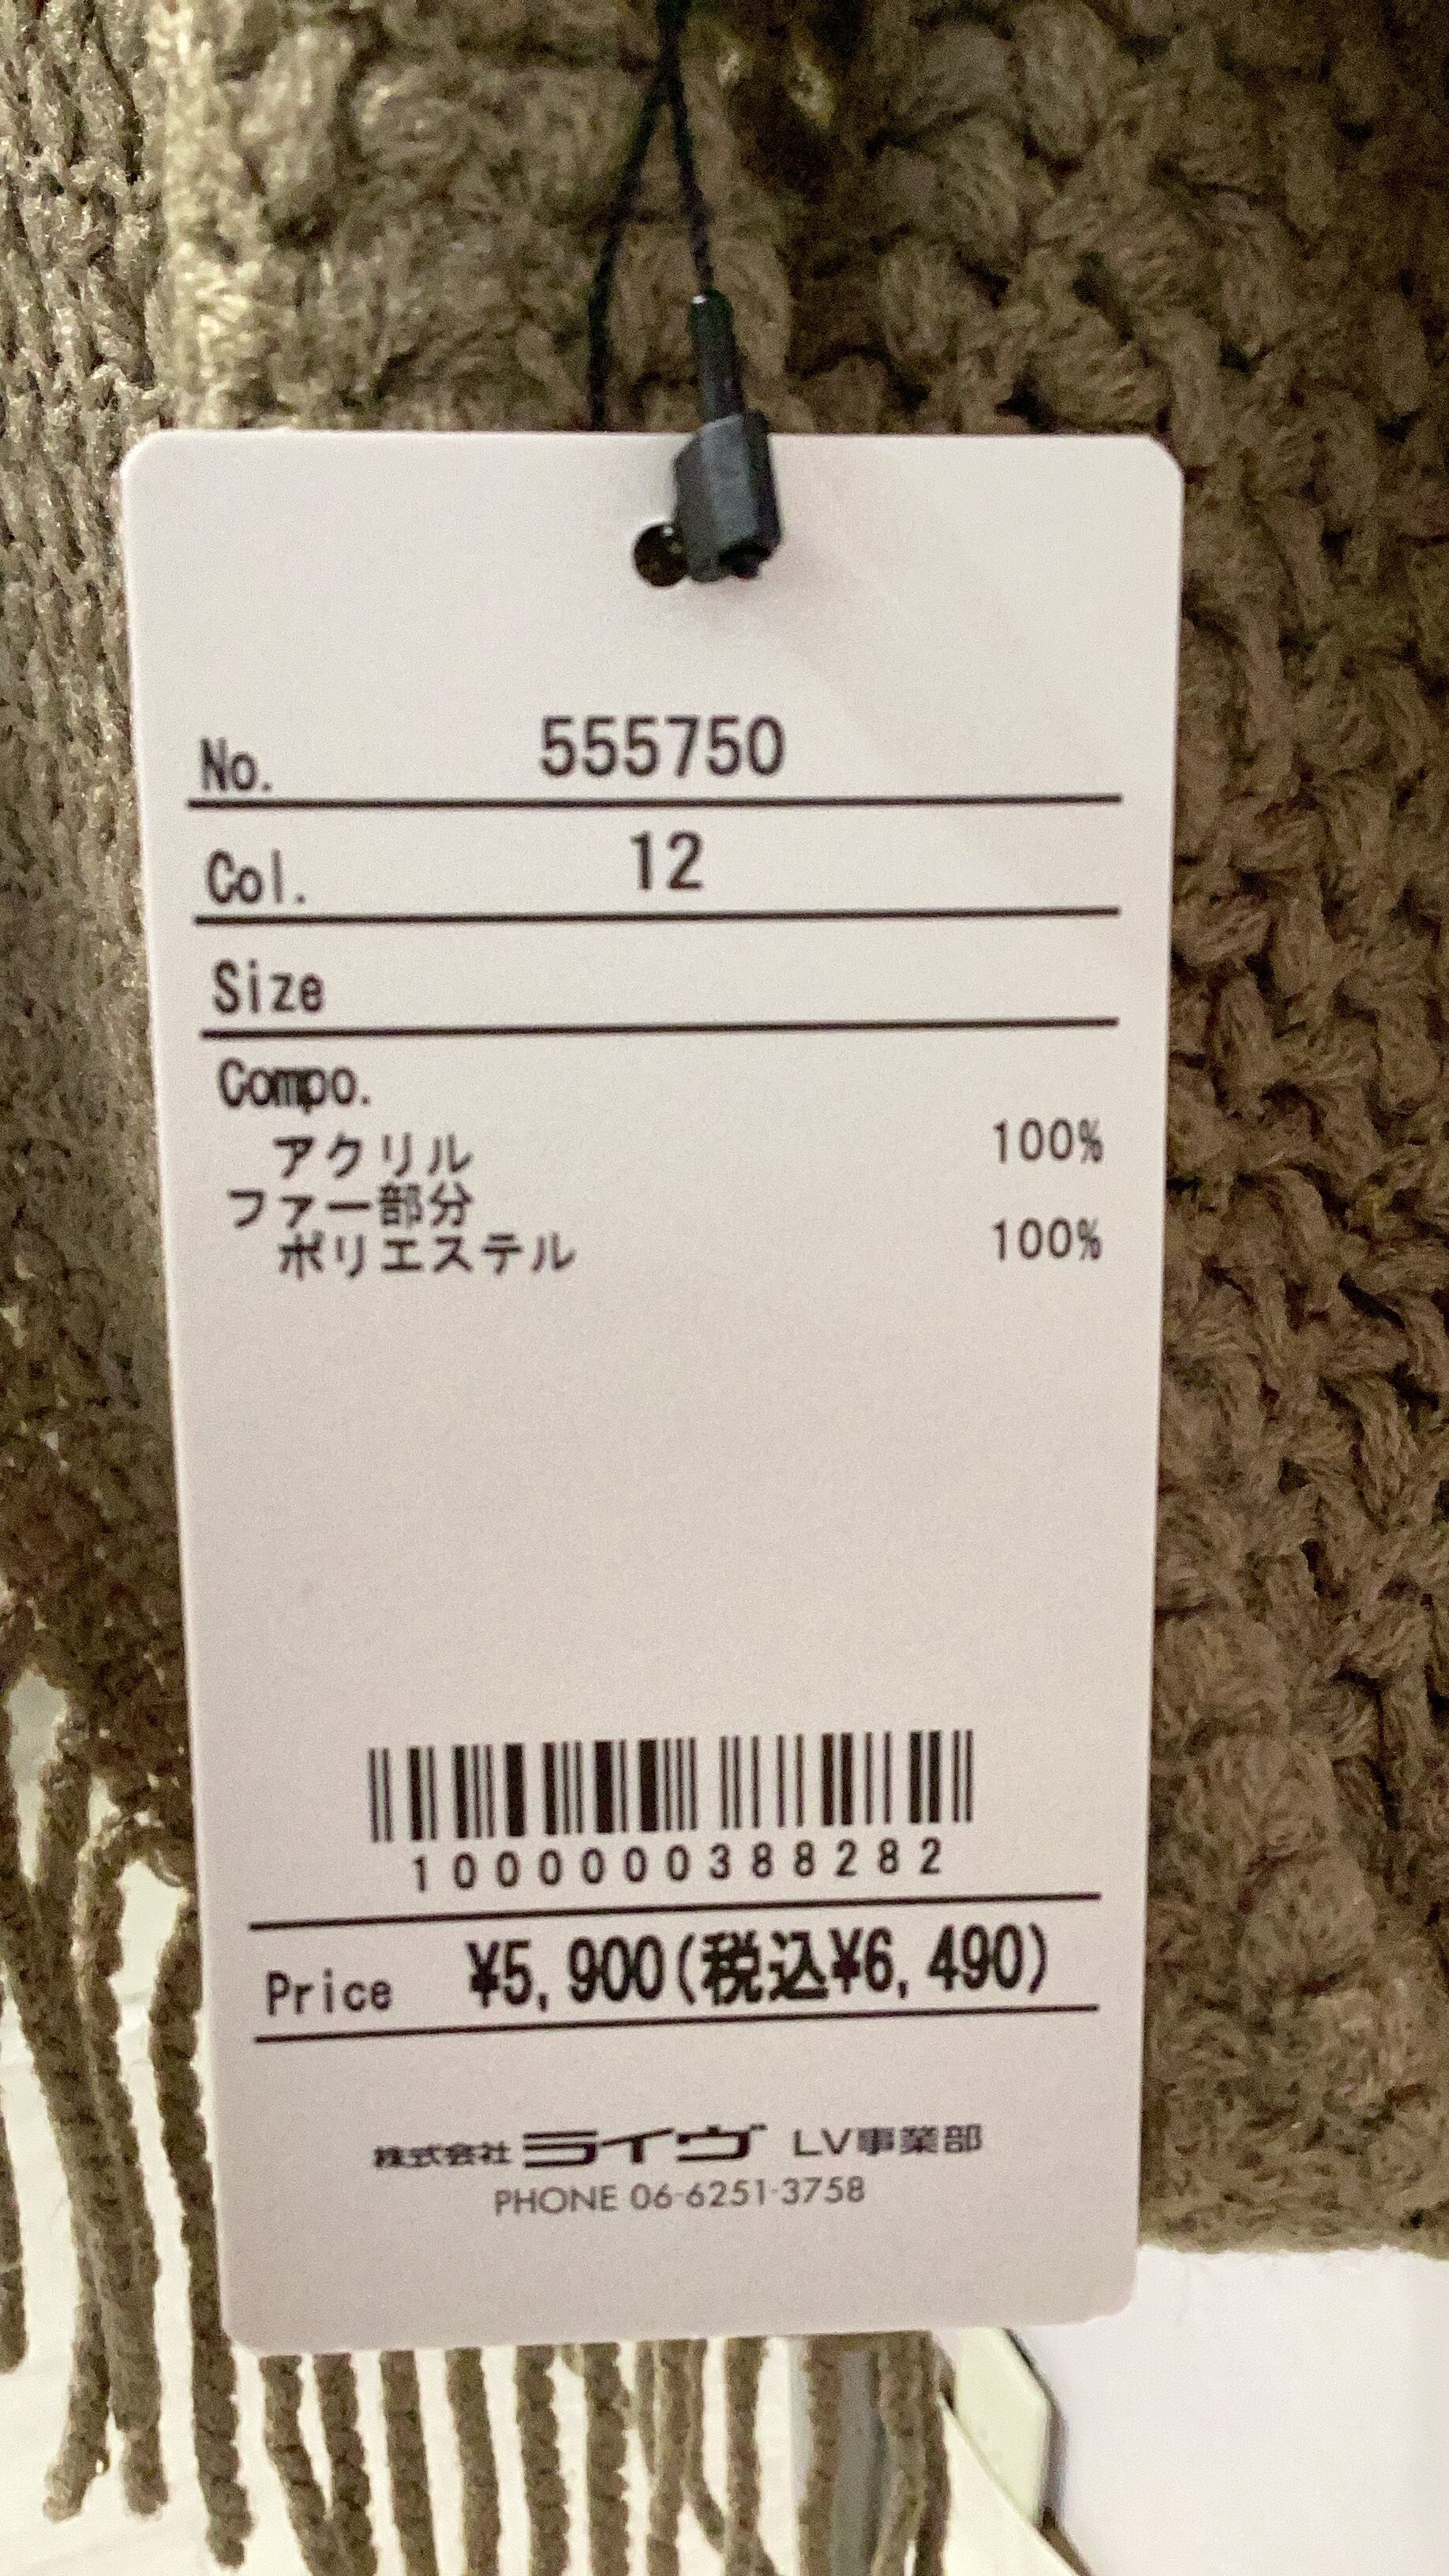 No. 555750
Col. 12
Size
Compo.
アクリル 100%
ファー部分
ポリエステル 100%
1000000388282
Price ¥5,900(税込¥6,490)
株式会社ライヴ LV事業部
PHONE 06-6251-3758